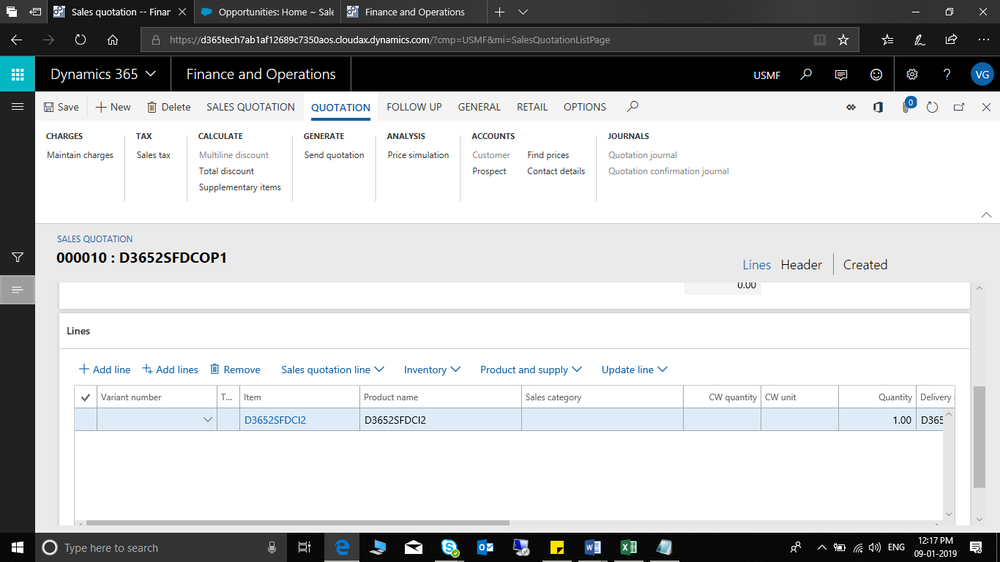 Sales quotation -- Finar
Opportunities: Home ~ Sale
Finance and Operations
https://d365tech7ab1af12689c7350aos.cloudax.dynamics.com/?cmp=USMF&mi=SalesQuotationListPage
Dynamics 365
Finance and Operations
USMF
?
VG
Save
New
Delete
SALES QUOTATION
QUOTATION
FOLLOW UP
GENERAL
RETAIL
OPTIONS
0
CHARGES
Maintain charges
TAX
Sales tax
CALCULATE
Multiline discount
Total discount
Supplementary items
GENERATE
Send quotation
ANALYSIS
Price simulation
ACCOUNTS
Customer
Find prices
Prospect
Contact details
JOURNALS
Quotation journal
Quotation confirmation journal
SALES QUOTATION
000010 : D3652SFDCOP1
Lines
Header
Created
0.00
Lines
Add line
Add lines
Remove
Sales quotation line
Inventory
Product and supply
Update line
Variant number
T...
Item
Product name
Sales category
CW quantity
CW unit
Quantity
Delivery
D3652SFDCI2
D3652SFDCI2
1.00
D365
Type here to search
ENG
12:17 PM
09-01-2019